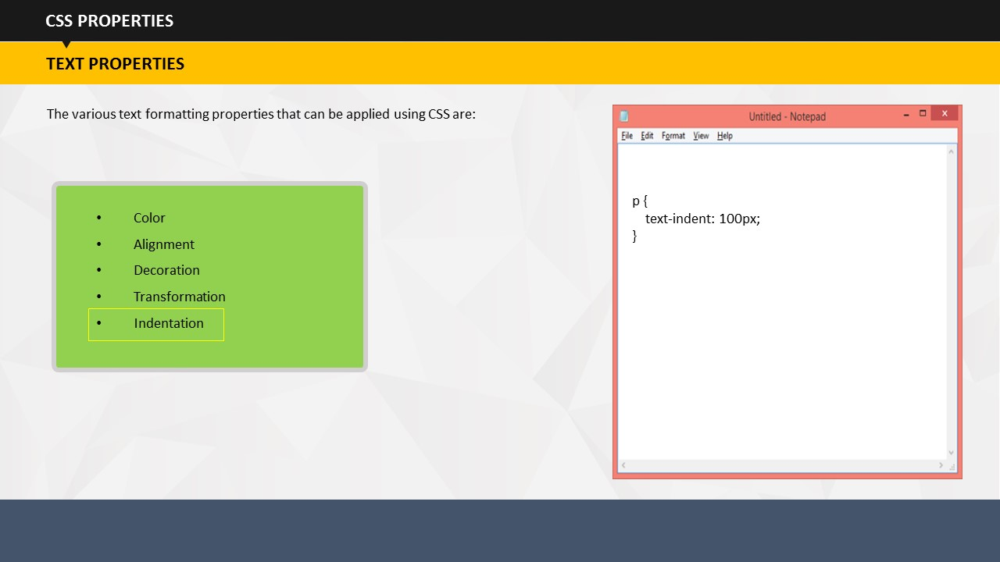 CSS PROPERTIES
TEXT PROPERTIES
The various text formatting properties that can be applied using CSS are:
• Color
• Alignment
• Decoration
• Transformation
• Indentation
Untitled - Notepad
File Edit Format View Help
p {
    text-indent: 100px;
}